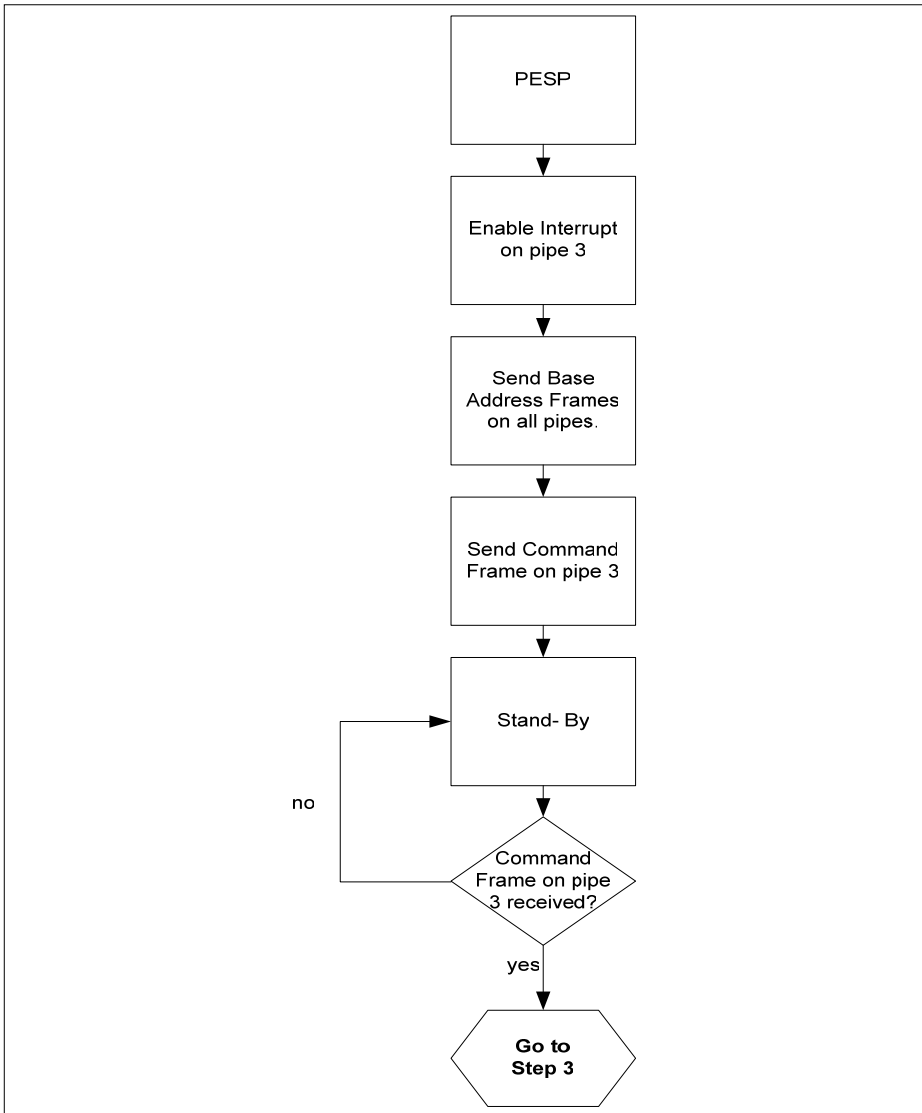 PESP
Enable Interrupt
on pipe 3
Send Base
Address Frames
on all pipes.
Send Command
Frame on pipe 3
Stand- By
no
Command
Frame on pipe
3 received?
yes
Go to
Step 3